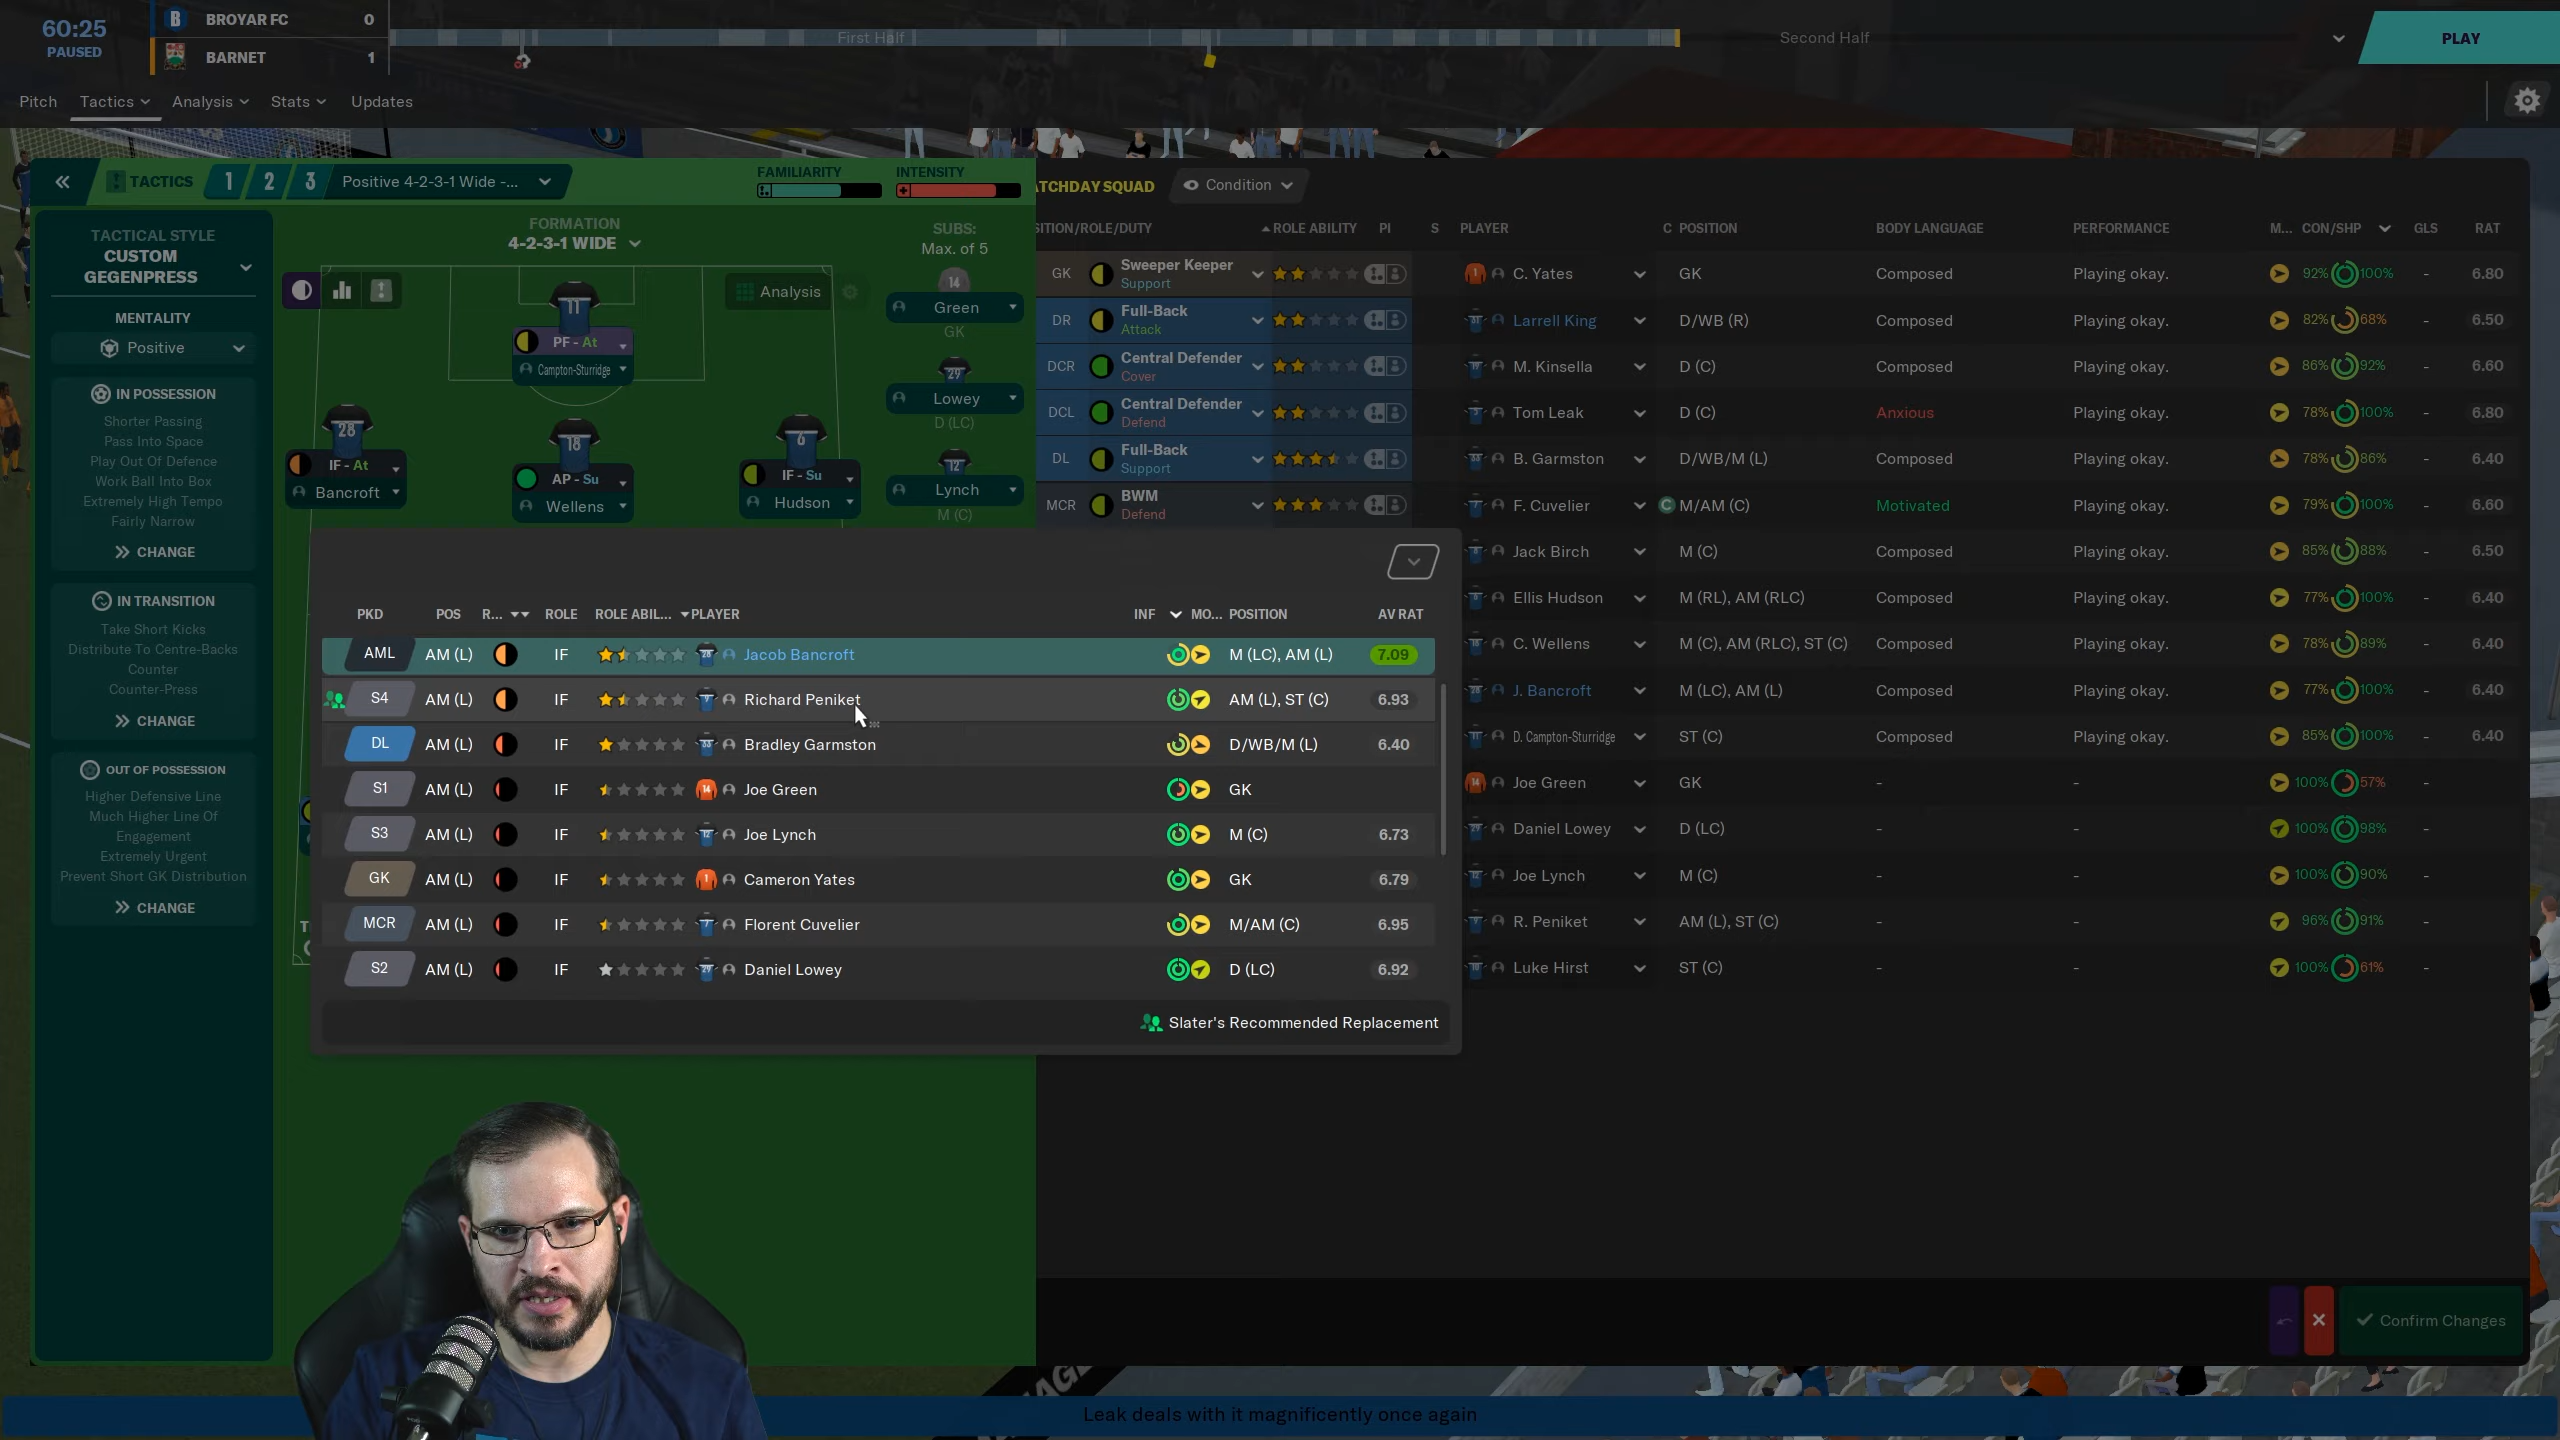 60:25
PAUSED
BROYAR FC 0
BARNET 1
First Half
Second Half
PLAY
Pitch Tactics Analysis Stats Updates
TACTICS 1 2 3 Positive 4-2-3-1 Wide -...
FAMILIARITY
INTENSITY
TACTICAL STYLE
CUSTOM
GEGENPRESS
MENTALITY
Positive
IN POSSESSION
Shorter Passing
Pass Into Space
Play Out Of Defence
Work Ball Into Box
Extremely High Tempo
Fairly Narrow
CHANGE
IN TRANSITION
Take Short Kicks
Distribute To Centre-Backs
Counter
Counter-Press
CHANGE
OUT OF POSSESSION
Higher Defensive Line
Much Higher Line Of
Engagement
Extremely Urgent
Prevent Short GK Distribution
CHANGE
FORMATION
4-2-3-1 WIDE
Analysis
11
PF - At
Campton-Sturridge
28
IF - At
Bancroft
18
AP - Su
Wellens
6
IF - Su
Hudson
SUBS:
Max. of 5
14
Green
GK
29
Lowey
D (LC)
12
Lynch
M (C)
ATCHDAY SQUAD Condition
SITION/ROLE/DUTY ROLE ABILITY PI S PLAYER C POSITION BODY LANGUAGE PERFORMANCE M... CON/SHP GLS RAT
GK Sweeper Keeper Support C. Yates GK Composed Playing okay. 92% 100% - 6.80
DR Full-Back Attack Larrell King D/WB (R) Composed Playing okay. 82% 68% - 6.50
DCR Central Defender Cover M. Kinsella D (C) Composed Playing okay. 86% 92% - 6.60
DCL Central Defender Defend Tom Leak D (C) Anxious Playing okay. 78% 100% - 6.80
DL Full-Back Support B. Garmston D/WB/M (L) Composed Playing okay. 78% 86% - 6.40
MCR BWM Defend F. Cuvelier C M/AM (C) Motivated Playing okay. 79% 100% - 6.60
Jack Birch M (C) Composed Playing okay. 85% 88% - 6.50
Ellis Hudson M (RL), AM (RLC) Composed Playing okay. 77% 100% - 6.40
C. Wellens M (C), AM (RLC), ST (C) Composed Playing okay. 78% 89% - 6.40
J. Bancroft M (LC), AM (L) Composed Playing okay. 77% 100% - 6.40
D. Campton-Sturridge ST (C) Composed Playing okay. 85% 100% - 6.40
Joe Green GK - - 100% 57% -
Daniel Lowey D (LC) - - 100% 98% -
Joe Lynch M (C) - - 100% 90% -
R. Peniket AM (L), ST (C) - - 96% 91% -
Luke Hirst ST (C) - - 100% 61% -
PKD POS R... ROLE ROLE ABIL... PLAYER INF MO... POSITION AV RAT
AML AM (L) IF Jacob Bancroft M (LC), AM (L) 7.09
S4 AM (L) IF Richard Peniket AM (L), ST (C) 6.93
DL AM (L) IF Bradley Garmston D/WB/M (L) 6.40
S1 AM (L) IF Joe Green GK
S3 AM (L) IF Joe Lynch M (C) 6.73
GK AM (L) IF Cameron Yates GK 6.79
MCR AM (L) IF Florent Cuvelier M/AM (C) 6.95
S2 AM (L) IF Daniel Lowey D (LC) 6.92
Slater's Recommended Replacement
Confirm Changes
Leak deals with it magnificently once again